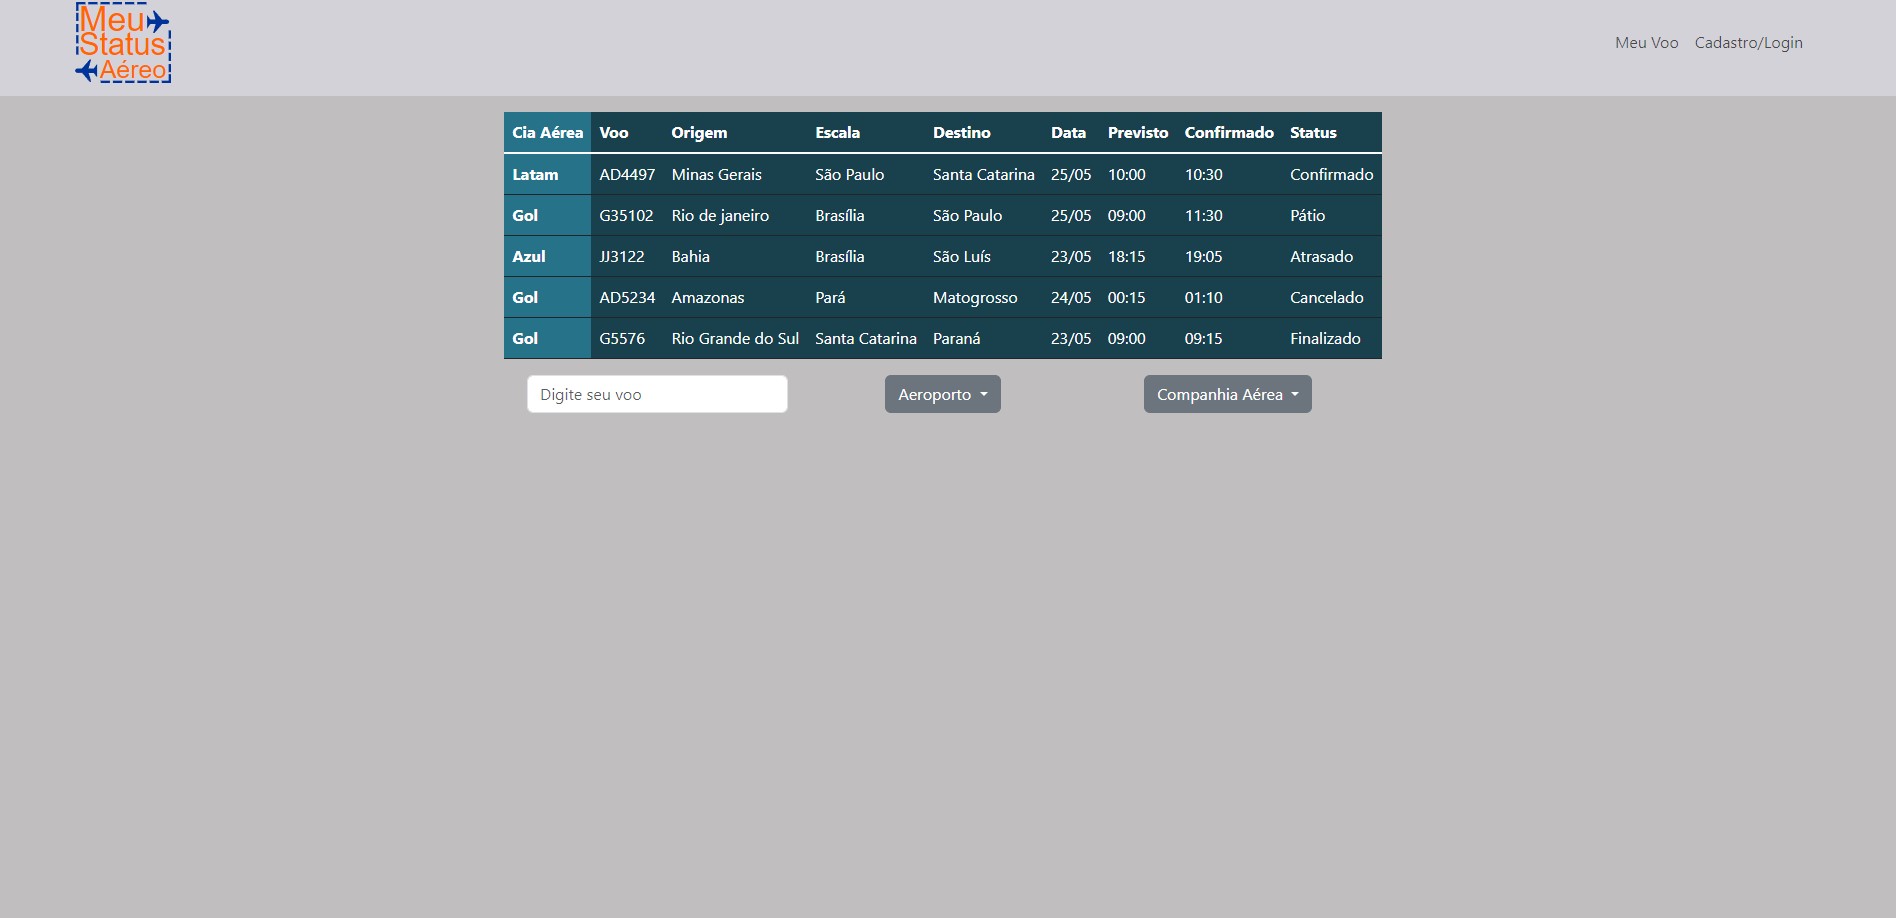 Meu
Status
Aéreo
Meu Voo Cadastro/Login
Cia Aérea Voo Origem Escala Destino Data Previsto Confirmado Status
Latam AD4497 Minas Gerais São Paulo Santa Catarina 25/05 10:00 10:30 Confirmado
Gol G35102 Rio de janeiro Brasília São Paulo 25/05 09:00 11:30 Pátio
Azul JJ3122 Bahia Brasília São Luís 23/05 18:15 19:05 Atrasado
Gol AD5234 Amazonas Pará Matogrosso 24/05 00:15 01:10 Cancelado
Gol G5576 Rio Grande do Sul Santa Catarina Paraná 23/05 09:00 09:15 Finalizado
Digite seu voo Aeroporto Companhia Aérea